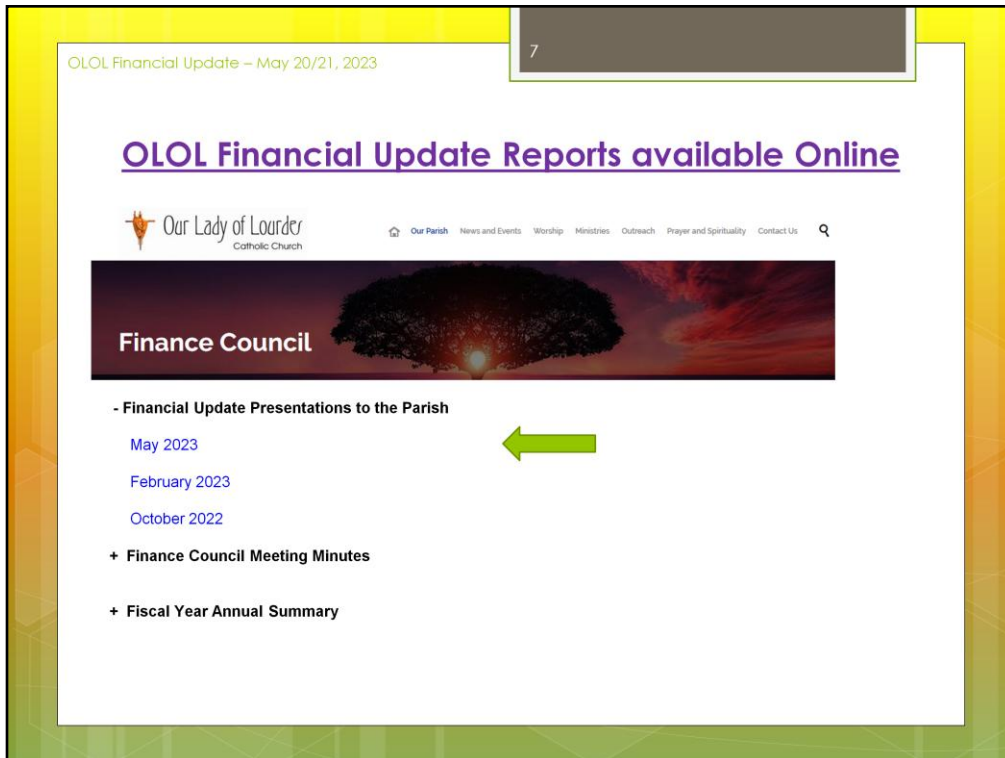 OLOL Financial Update – May 20/21, 2023
7
OLOL Financial Update Reports available Online
Our Lady of Lourdes
Catholic Church
Our Parish News and Events Worship Ministries Outreach Prayer and Spirituality Contact Us
Finance Council
- Financial Update Presentations to the Parish
May 2023
February 2023
October 2022
+ Finance Council Meeting Minutes
+ Fiscal Year Annual Summary